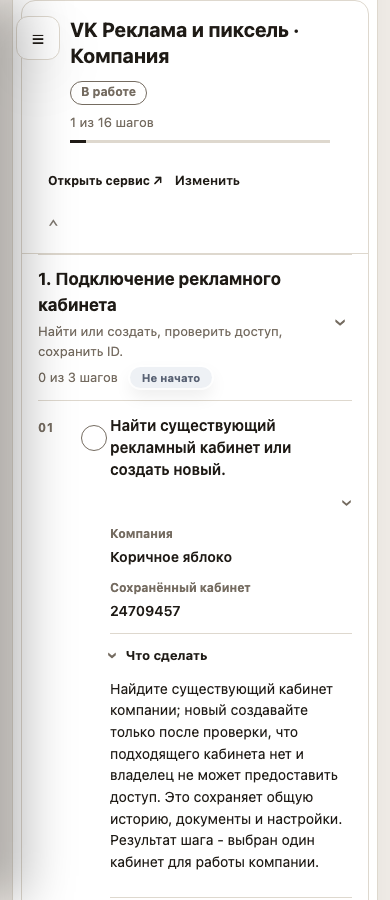 VK Реклама и пиксель ·
Компания
В работе
1 из 16 шагов
Открыть сервис ↗ Изменить
1. Подключение рекламного
кабинета
Найти или создать, проверить доступ,
сохранить ID.
0 из 3 шагов Не начато
01
Найти существующий
рекламный кабинет или
создать новый.
Компания
Коричное яблоко
Сохранённый кабинет
24709457
Что сделать
Найдите существующий кабинет
компании; новый создавайте
только после проверки, что
подходящего кабинета нет и
владелец не может предоставить
доступ. Это сохраняет общую
историю, документы и настройки.
Результат шага - выбран один
кабинет для работы компании.